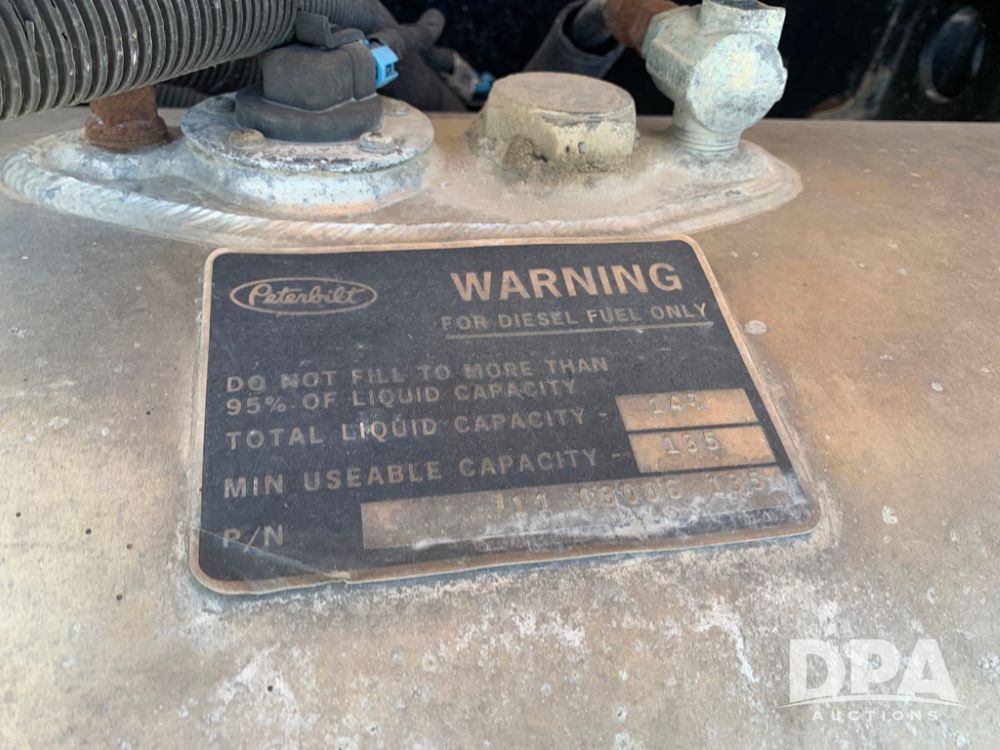 Peterbilt
WARNING
FOR DIESEL FUEL ONLY
DO NOT FILL TO MORE THAN
95% OF LIQUID CAPACITY
TOTAL LIQUID CAPACITY -
MIN USEABLE CAPACITY - 135
P/N 135
DPA
AUCTIONS